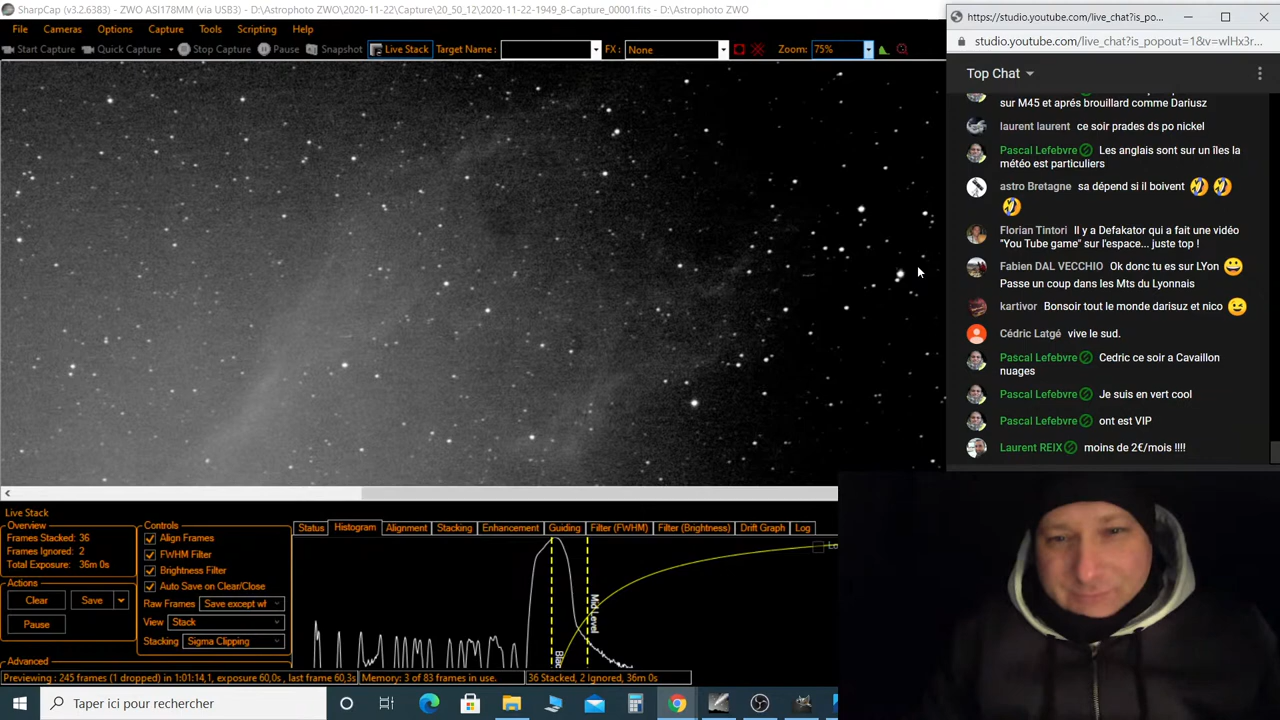 SharpCap (v3.2.6383) - ZWO ASI178MM (via USB3) - D:\Astrophoto ZWO\2020-11-22\Capture\20_50_12\2020-11-22-1949_8-Capture_00001.fits - D:\Astrophoto ZWO
File Cameras Options Capture Tools Scripting Help
Start Capture Quick Capture Stop Capture Pause Snapshot Live Stack Target Name : FX : None Zoom: 75%
https://studio.youtube.com/live_chat?is_po...
studio.youtube.com/live_chat?is_popout=1&v=wlHx3r...
Top Chat
sur M45 et aprés brouillard comme Dariusz
laurent laurent ce soir prades ds po nickel
Pascal Lefebvre Les anglais sont sur un îles la
météo est particuliers
astro Bretagne sa dépend si il boivent
Florian Tintori Il y a Defakator qui a fait une vidéo
"You Tube game" sur l'espace... juste top !
Fabien DAL VECCHIO Ok donc tu es sur LYon
Passe un coup dans les Mts du Lyonnais
kartivor Bonsoir tout le monde darisuz et nico
Cédric Latgé vive le sud.
Pascal Lefebvre Cedric ce soir a Cavaillon
nuages
Pascal Lefebvre Je suis en vert cool
Pascal Lefebvre ont est VIP
Laurent REIX moins de 2€/mois !!!!
Live Stack
Overview
Frames Stacked: 36
Frames Ignored: 2
Total Exposure: 36m 0s
Actions
Clear Save
Pause
Advanced
Controls
Align Frames
FWHM Filter
Brightness Filter
Auto Save on Clear/Close
Raw Frames Save except wl
View Stack
Stacking Sigma Clipping
Status Histogram Alignment Stacking Enhancement Guiding Filter (FWHM) Filter (Brightness) Drift Graph Log
Mid Level
Blac
Lo
Previewing : 245 frames (1 dropped) in 1:01:14,1, exposure 60,0s , last frame 60,3s
Memory: 3 of 83 frames in use.
36 Stacked, 2 Ignored, 36m 0s
Taper ici pour rechercher